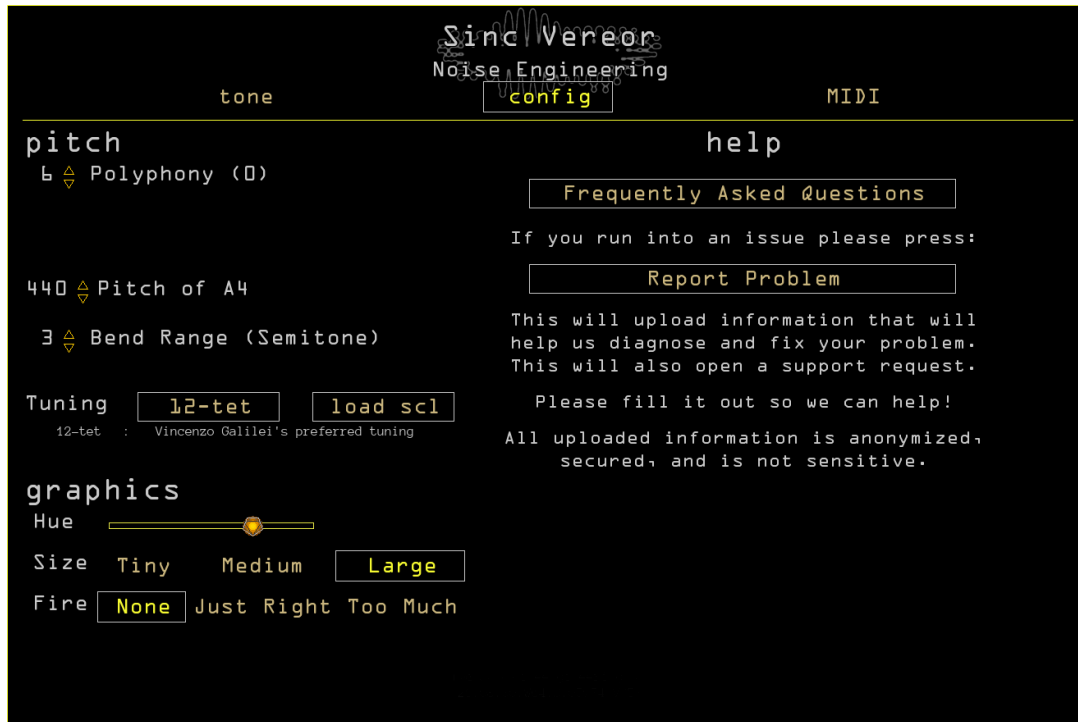 Sinc Vereor
Noise Engineering
tone config MIDI
pitch
6 Polyphony (0)
440 Pitch of A4
3 Bend Range (Semitone)
Tuning 12-tet load scl
12-tet : Vincenzo Galilei's preferred tuning
graphics
Hue
Size Tiny Medium Large
Fire None Just Right Too Much
help
Frequently Asked Questions
If you run into an issue please press:
Report Problem
This will upload information that will
help us diagnose and fix your problem.
This will also open a support request.
Please fill it out so we can help!
All uploaded information is anonymized,
secured, and is not sensitive.